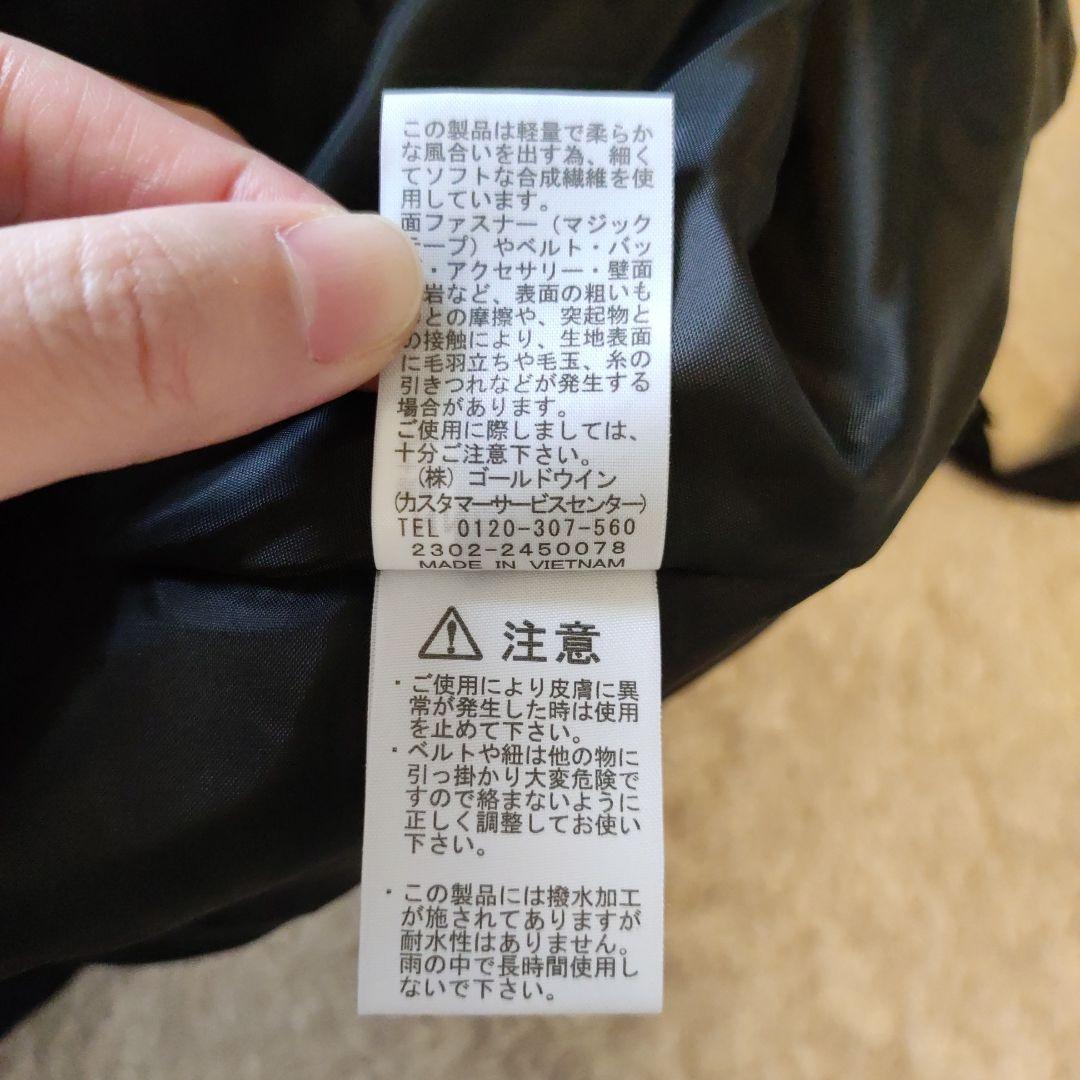 この製品は軽量で柔らか
な風合いを出す為、細く
てソフトな合成繊維を使
用しています。
面ファスナー(マジック
テープ)やベルト・バッ
・アクセサリー・壁面
岩など、表面の粗いも
との摩擦や、突起物と
の接触により、生地表面
に毛羽立ちや毛玉、糸の
引きつれなどが発生する
場合があります。
ご使用に際しましては、
十分ご注意下さい。
(株)ゴールドウイン
(カスタマーサービスセンター)
TEL 0120-307-560
2302-2450078
MADE IN VIETNAM
注意
・ご使用により皮膚に異
常が発生した時は使用
を止めて下さい。
・ベルトや紐は他の物に
引っ掛かり大変危険で
すので絡まないように
正しく調整してお使い
下さい。
・この製品には撥水加工
が施されてありますが
耐水性はありません。
雨の中で長時間使用し
ないで下さい。